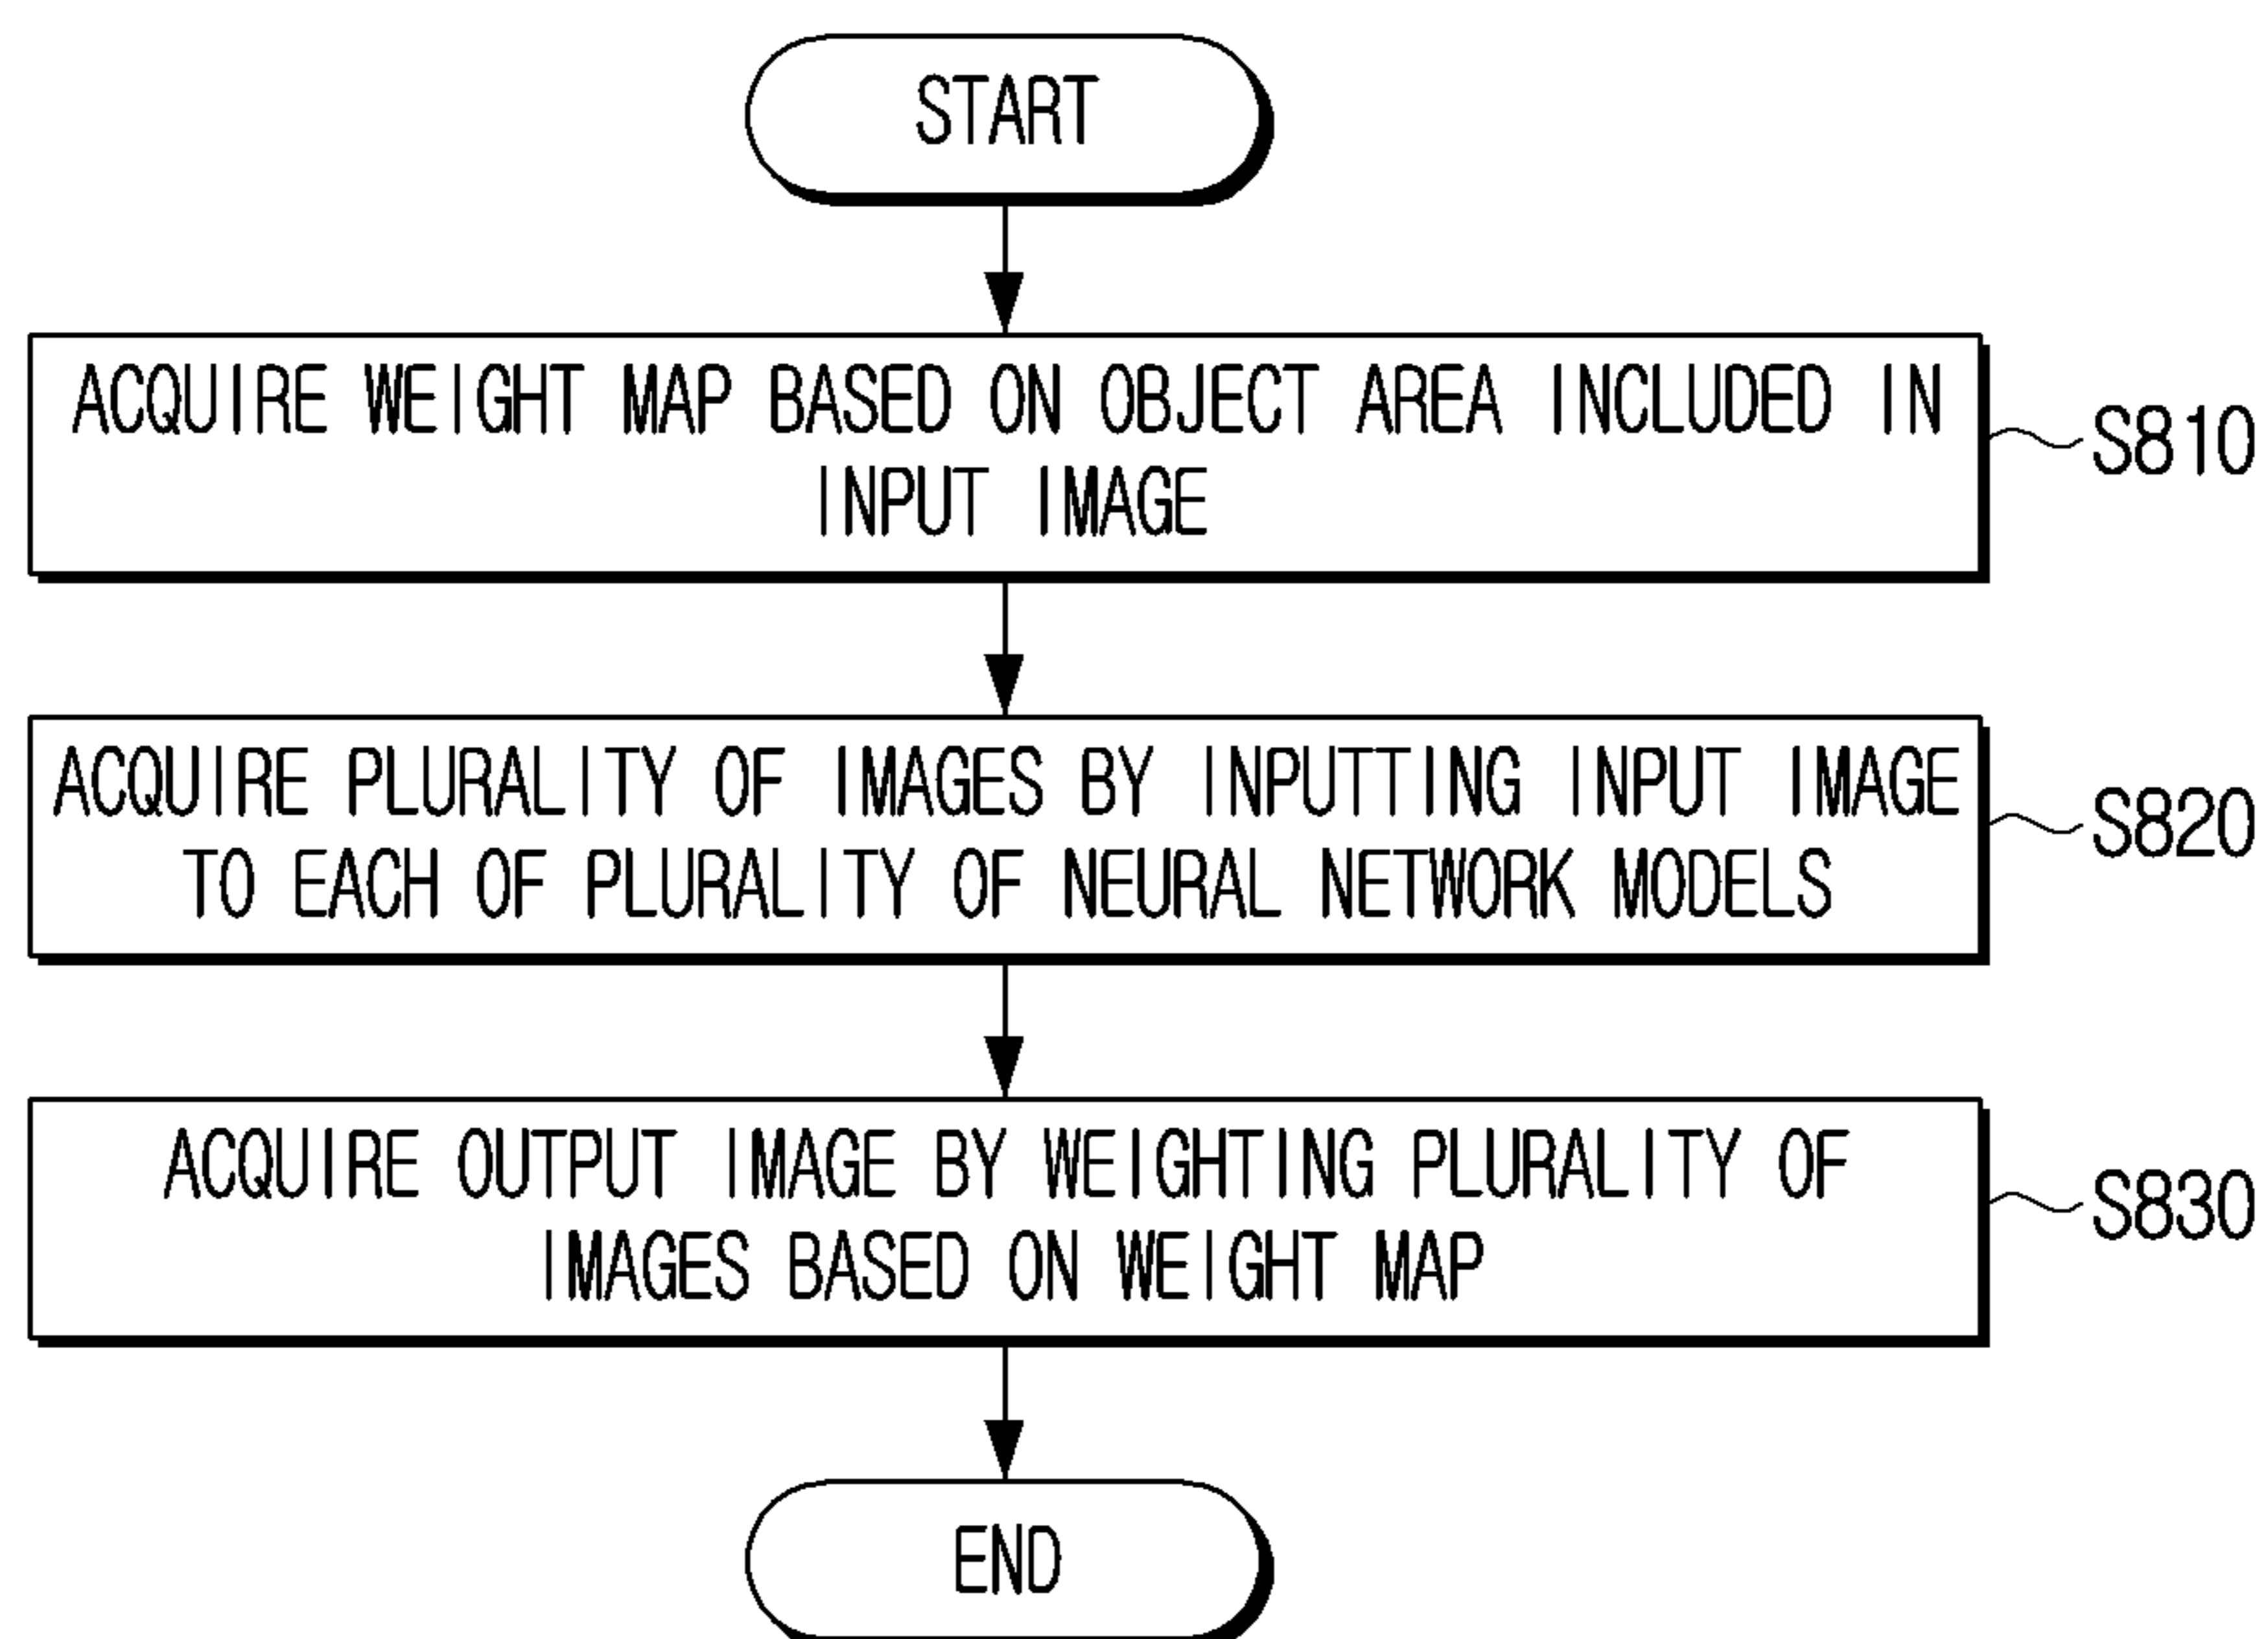 START
ACQUIRE WEIGHT MAP BASED ON OBJECT AREA INCLUDED IN
INPUT IMAGE
S810
ACQUIRE PLURALITY OF IMAGES BY INPUTTING INPUT IMAGE
TO EACH OF PLURALITY OF NEURAL NETWORK MODELS
S820
ACQUIRE OUTPUT IMAGE BY WEIGHTING PLURALITY OF
IMAGES BASED ON WEIGHT MAP
S830
END